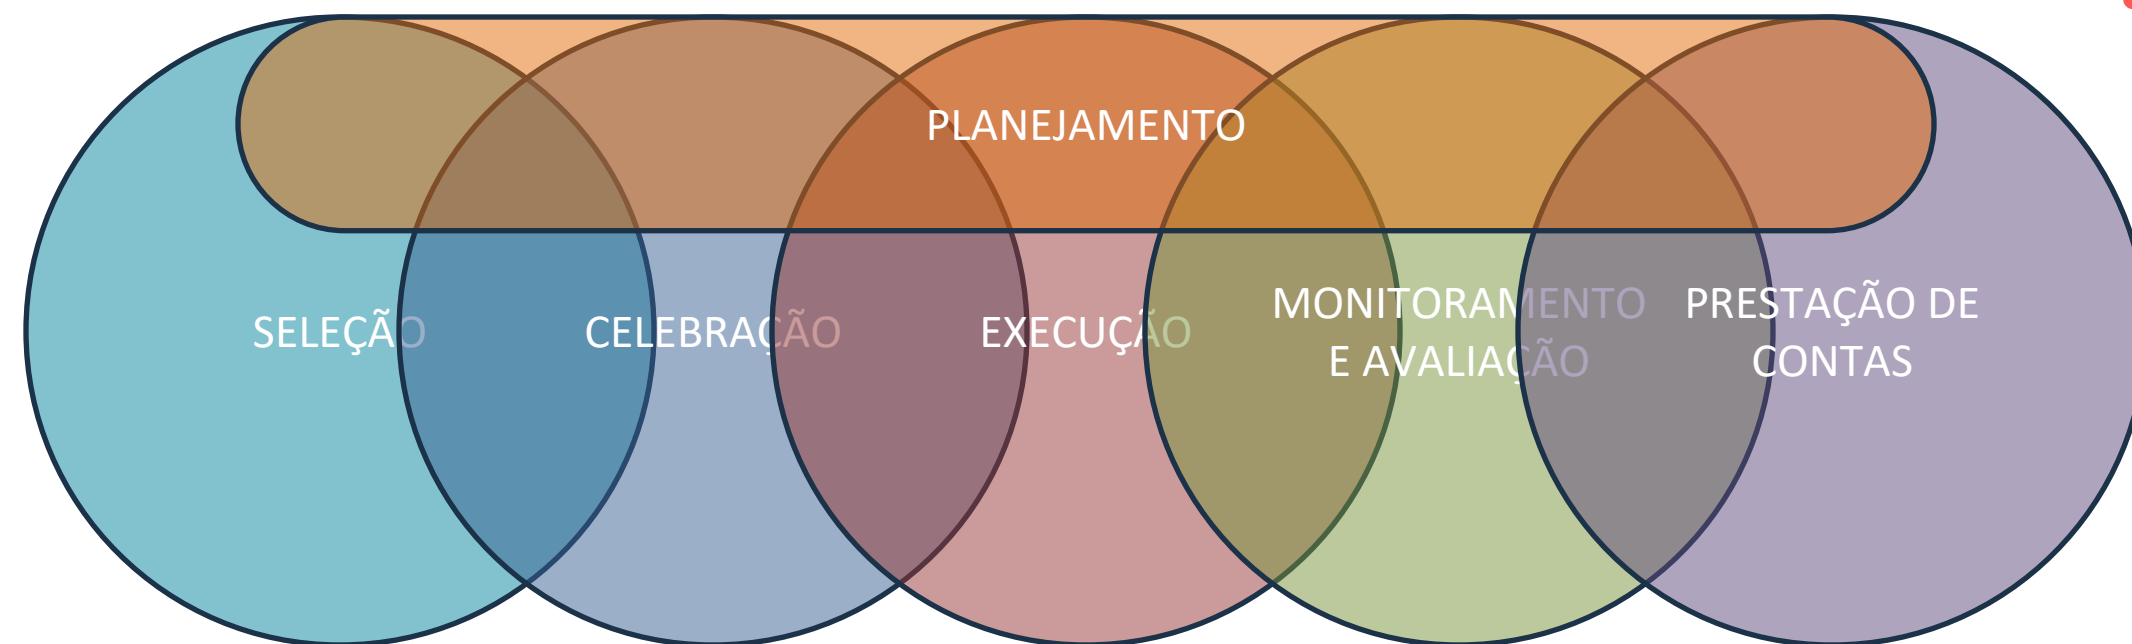 PLANEJAMENTO
SELEÇÃO
CELEBRAÇÃO
EXECUÇÃO
MONITORAMENTO
E AVALIAÇÃO
PRESTAÇÃO DE
CONTAS